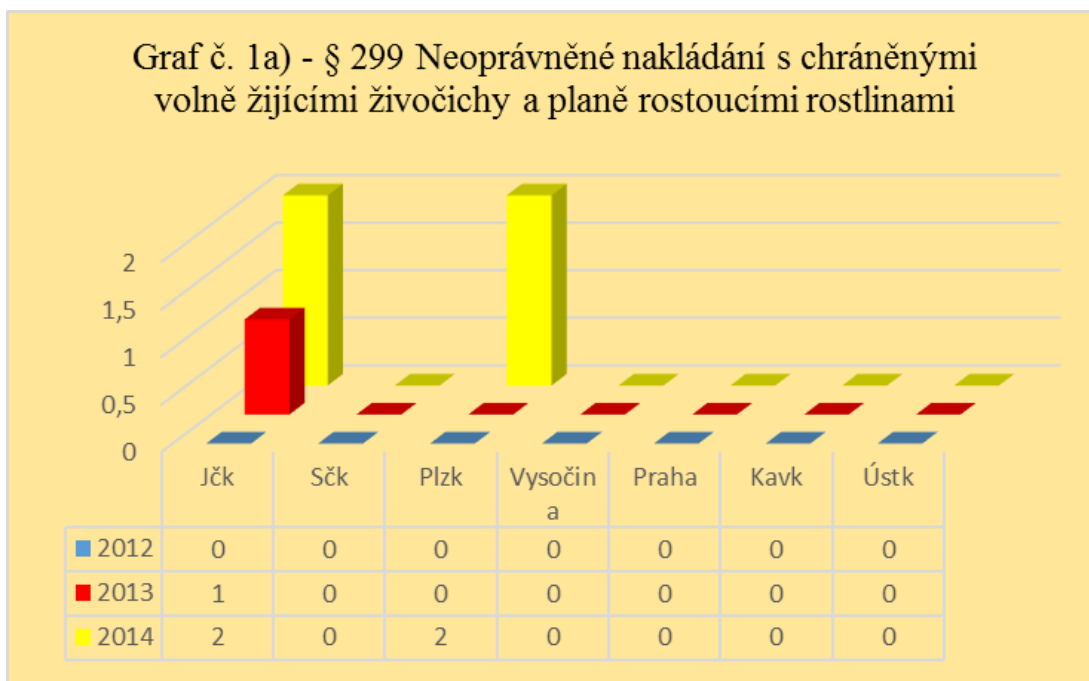 Graf č. 1a) - § 299 Neoprávněné nakládání s chráněnými
volně žijícími živočichy a planě rostoucími rostlinami
2
1,5
1
0,5
0
Jčk Sčk Plzk Vysočin Praha Kavk Ústk
a
2012 0 0 0 0 0 0 0
2013 1 0 0 0 0 0 0
2014 2 0 2 0 0 0 0